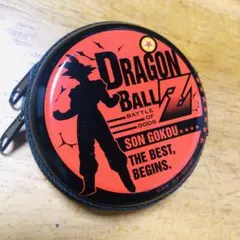 DRAGON
BALL Z
BATTLE OF
GODS
SON GOKOU....
THE BEST,
BEGINS.